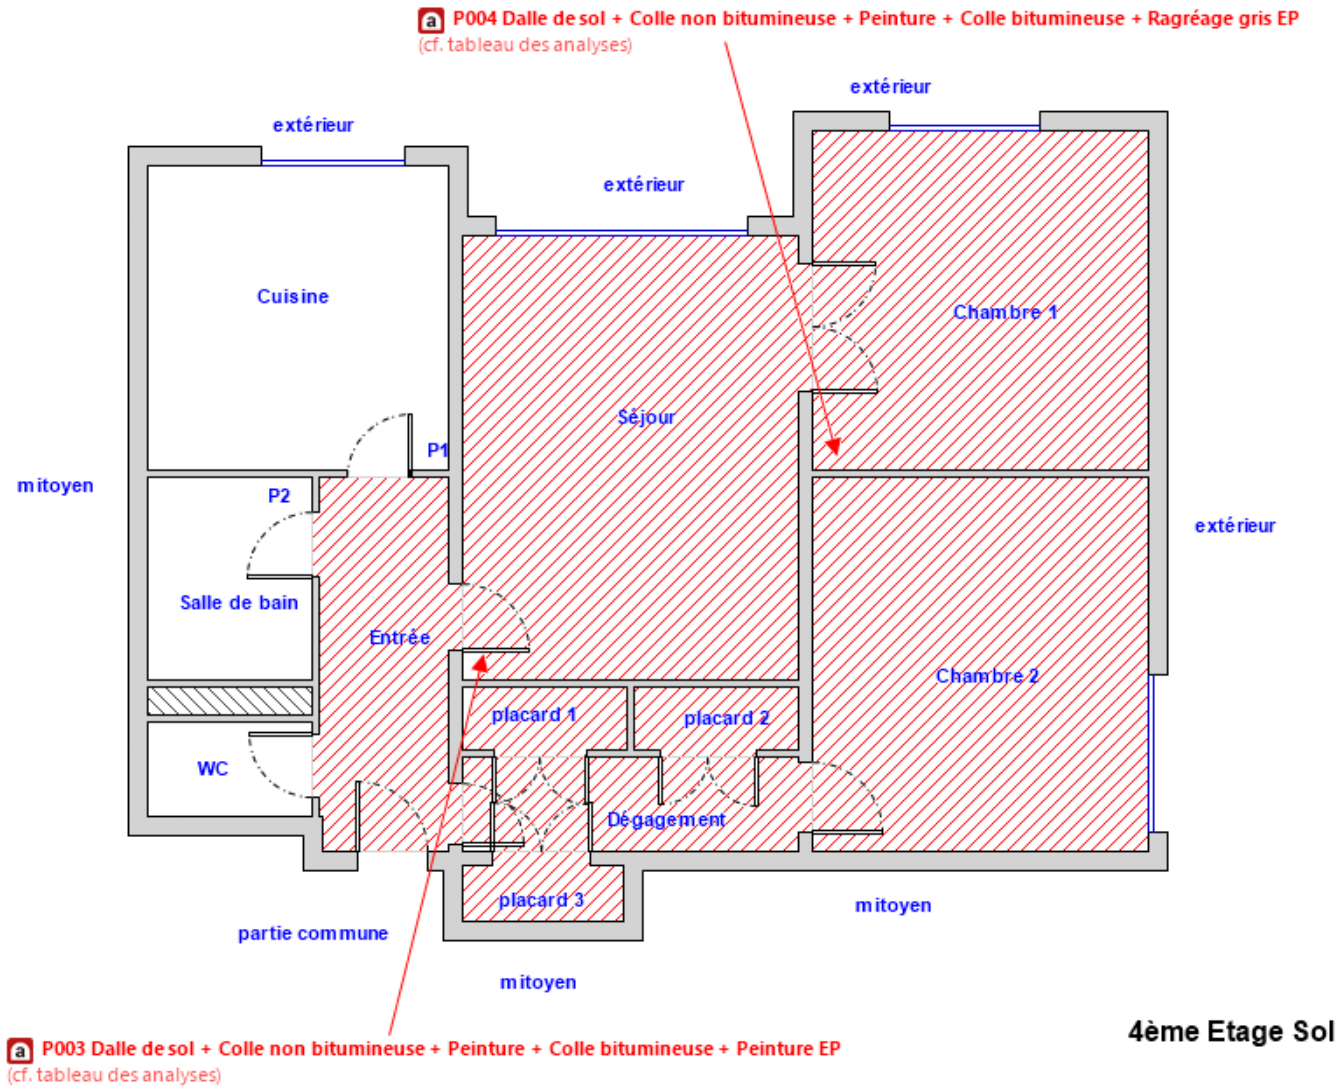 a P004 Dalle de sol + Colle non bitumineuse + Peinture + Colle bitumineuse + Ragréage gris EP
(cf. tableau des analyses)
extérieur
extérieur
extérieur
Cuisine
Chambre 1
Séjour
P1
mitoyen
P2
extérieur
Salle de bain
Entrée
Chambre 2
placard 1
placard 2
WC
Dégagement
placard 3
mitoyen
partie commune
mitoyen
4ème Etage Sol
a P003 Dalle de sol + Colle non bitumineuse + Peinture + Colle bitumineuse + Peinture EP
(cf. tableau des analyses)